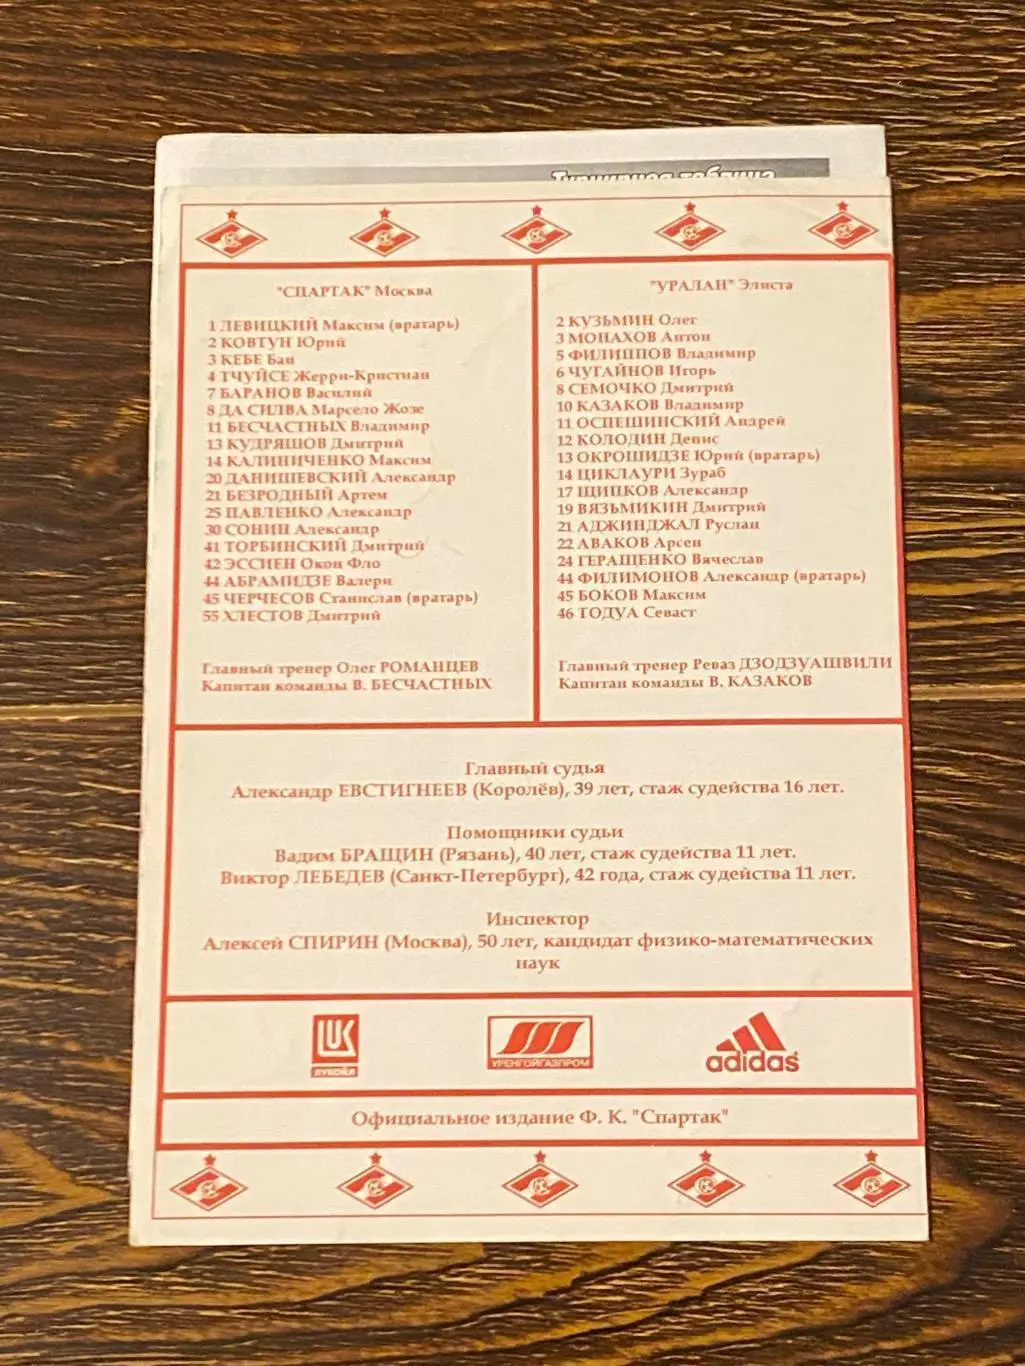 Турнирная таблица
"СПАРТАК" Москва
1 ЛЕВИЦКИЙ Максим (вратарь)
2 КОВТУН Юрий
3 КЕБЕ Баи
4 ТЧУЙСЕ Жерри-Кристиан
7 БАРАНОВ Василий
8 ДА СИЛВА Марсело Жозе
11 БЕСЧАСТНЫХ Владимир
13 КУДРЯШОВ Дмитрий
14 КАЛИНИЧЕНКО Максим
20 ДАНИШЕВСКИЙ Александр
21 БЕЗРОДНЫЙ Артем
25 ПАВЛЕНКО Александр
30 СОНИН Александр
41 ТОРБИНСКИЙ Дмитрий
42 ЭССИЕН Окон Фло
44 АБРАМИДЗЕ Валери
45 ЧЕРЧЕСОВ Станислав (вратарь)
55 ХЛЕСТОВ Дмитрий
Главный тренер Олег РОМАНЦЕВ
Капитан команды В. БЕСЧАСТНЫХ
"УРАЛАН" Элиста
2 КУЗЬМИН Олег
3 МОНАХОВ Антон
5 ФИЛИППОВ Владимир
6 ЧУГАЙНОВ Игорь
8 СЕМОЧКО Дмитрий
10 КАЗАКОВ Владимир
11 ОСПЕШИНСКИЙ Андрей
12 КОЛОДИН Денис
13 ОКРОШИДЗЕ Юрий (вратарь)
14 ЦИКЛАУРИ Зураб
17 ЩИПКОВ Александр
19 ВЯЗЬМИКИН Дмитрий
21 АДЖИНДЖАЛ Руслан
22 АВАКОВ Арсен
24 ГЕРАЩЕНКО Вячеслав
44 ФИЛИМОНОВ Александр (вратарь)
45 БОКОВ Максим
46 ТОДУА Севаст
Главный тренер Реваз ДЗОДЗУАШВИЛИ
Капитан команды В. КАЗАКОВ
Главный судья
Александр ЕВСТИГНЕЕВ (Королёв), 39 лет, стаж судейства 16 лет.
Помощники судьи
Вадим БРАЩИН (Рязань), 40 лет, стаж судейства 11 лет.
Виктор ЛЕБЕДЕВ (Санкт-Петербург), 42 года, стаж судейства 11 лет.
Инспектор
Алексей СПИРИН (Москва), 50 лет, кандидат физико-математических
наук
LUK
ЛУКОЙЛ
УРЕНГОЙГАЗПРОМ
adidas
Официальное издание Ф. К. "Спартак"